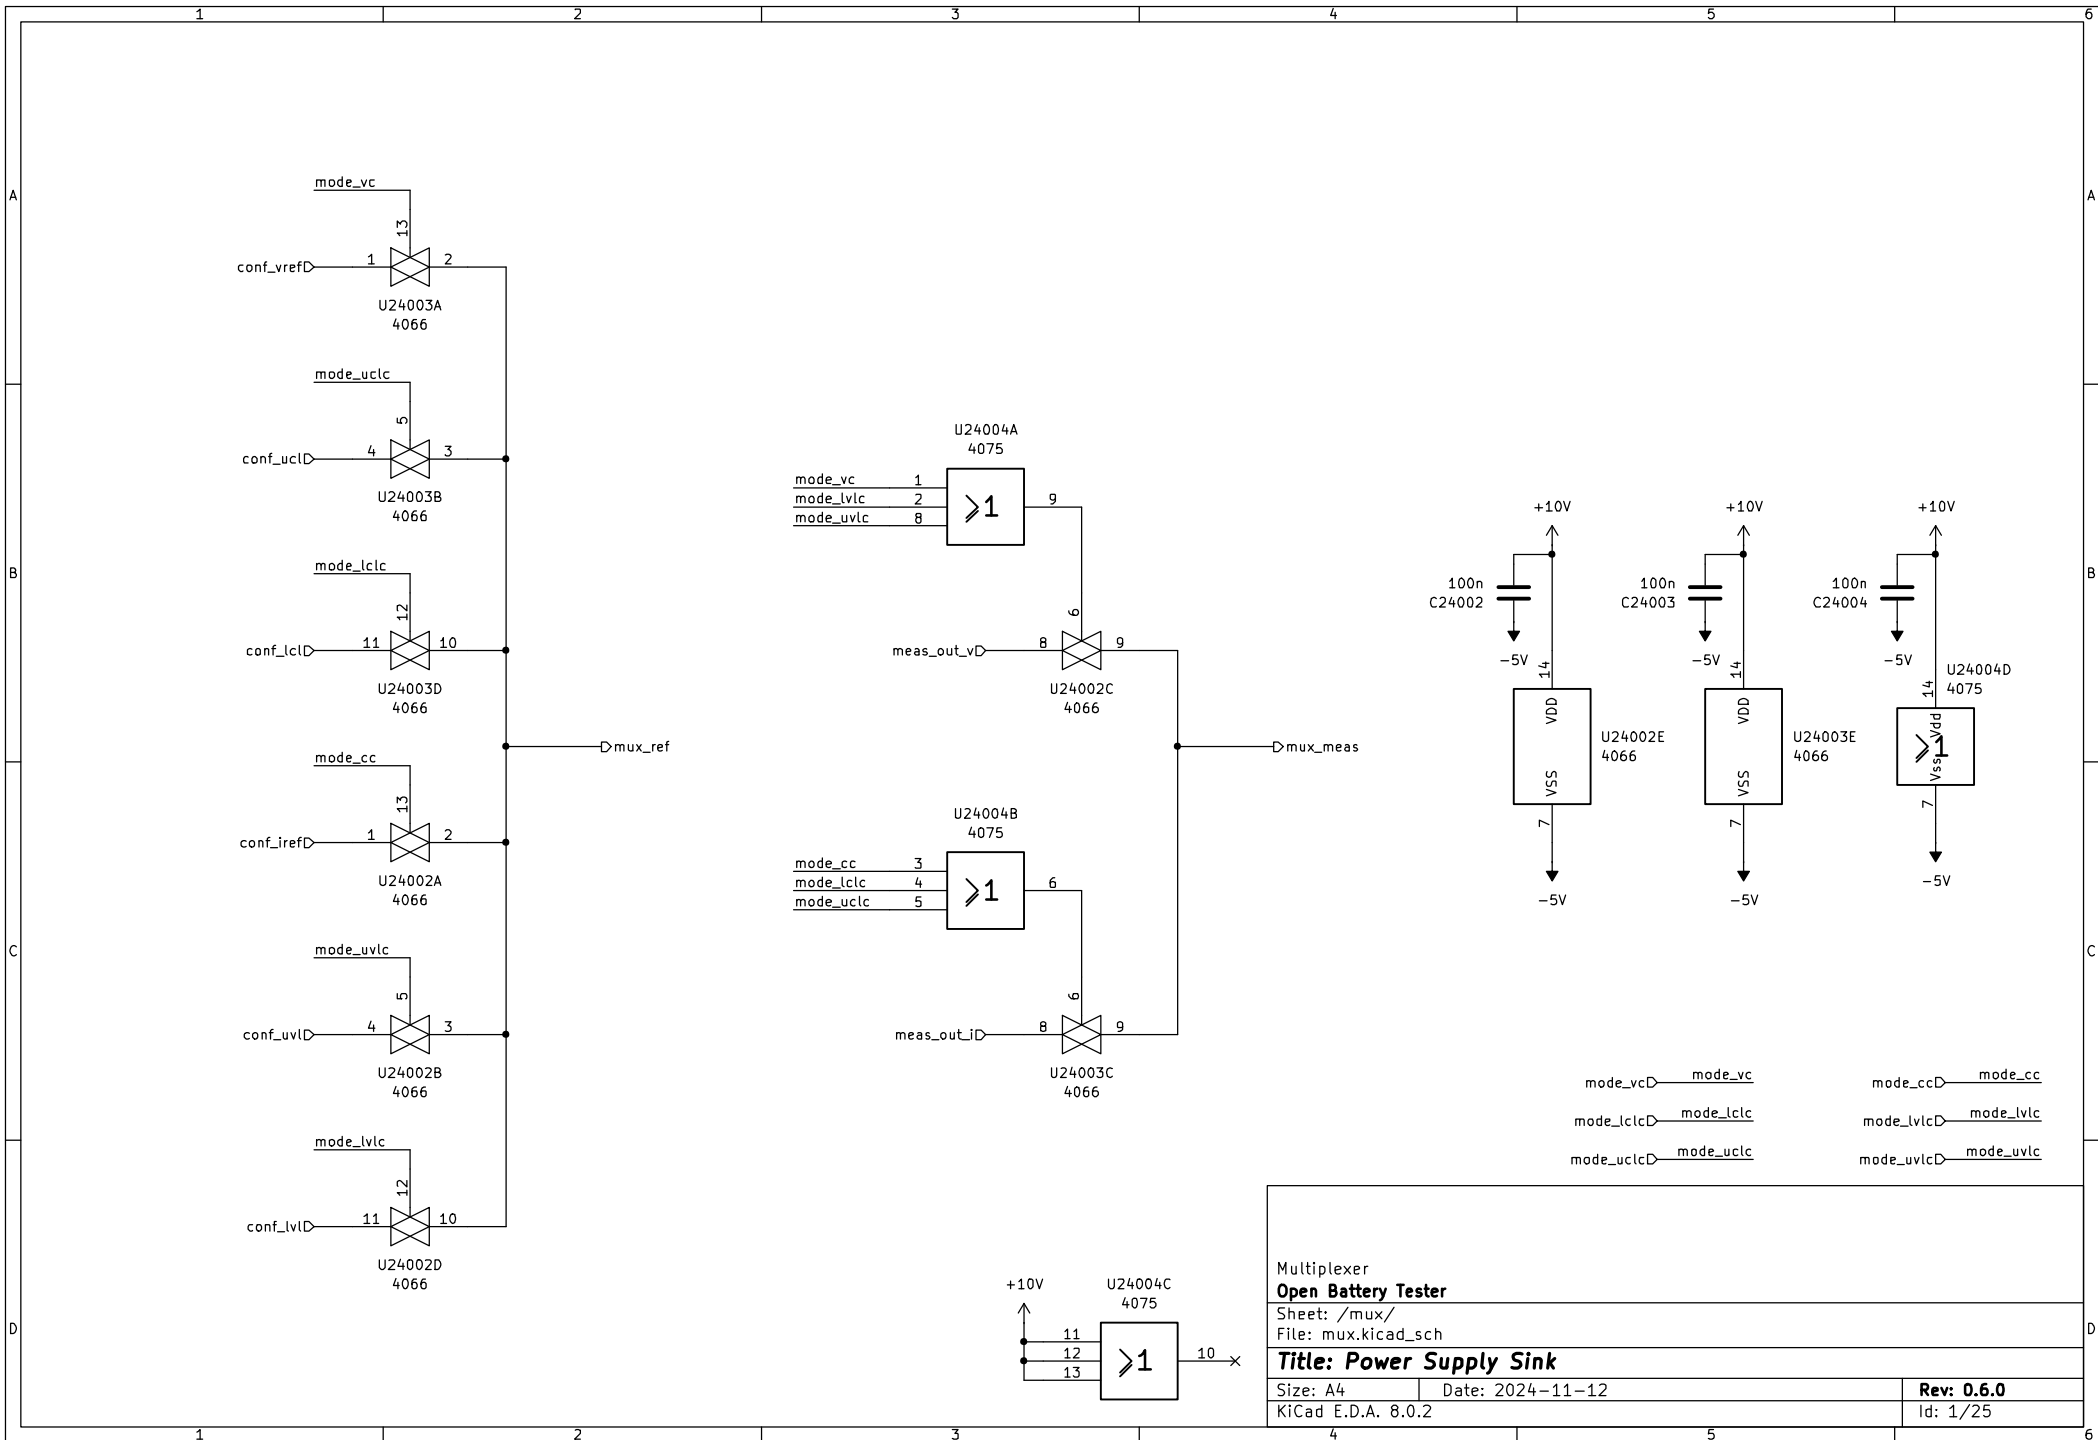 1 2 3 4 5 6
A A
B B
C C
D D
mode_vc
13
conf_vref 1 2
U24003A
4066
mode_uclc
5
conf_ucl 4 3
U24003B
4066
mode_lclc
12
conf_lcl 11 10
U24003D
4066
mux_ref
mode_cc
13
conf_iref 1 2
U24002A
4066
mode_uvlc
5
conf_uvl 4 3
U24002B
4066
mode_lvlc
12
conf_lvl 11 10
U24002D
4066
U24004A
4075
mode_vc 1
mode_lvlc 2
mode_uvlc 8
⩾1
9
6
meas_out_v 8 9
U24002C
4066
mux_meas
U24004B
4075
mode_cc 3
mode_lclc 4
mode_uclc 5
⩾1
6
6
meas_out_i 8 9
U24003C
4066
+10V
U24004C
4075
11
12
13
⩾1
10
+10V
100n
C24002
-5V
14
VDD
VSS
U24002E
4066
7
-5V
+10V
100n
C24003
-5V
14
VDD
VSS
U24003E
4066
7
-5V
+10V
100n
C24004
-5V
14
U24004D
4075
Vdd
⩾1
Vss
7
-5V
mode_vc mode_vc
mode_lclc mode_lclc
mode_uclc mode_uclc
mode_cc mode_cc
mode_lvlc mode_lvlc
mode_uvlc mode_uvlc
Multiplexer
Open Battery Tester
Sheet: /mux/
File: mux.kicad_sch
Title: Power Supply Sink
Size: A4 Date: 2024-11-12 Rev: 0.6.0
KiCad E.D.A. 8.0.2 Id: 1/25
1 2 3 4 5 6